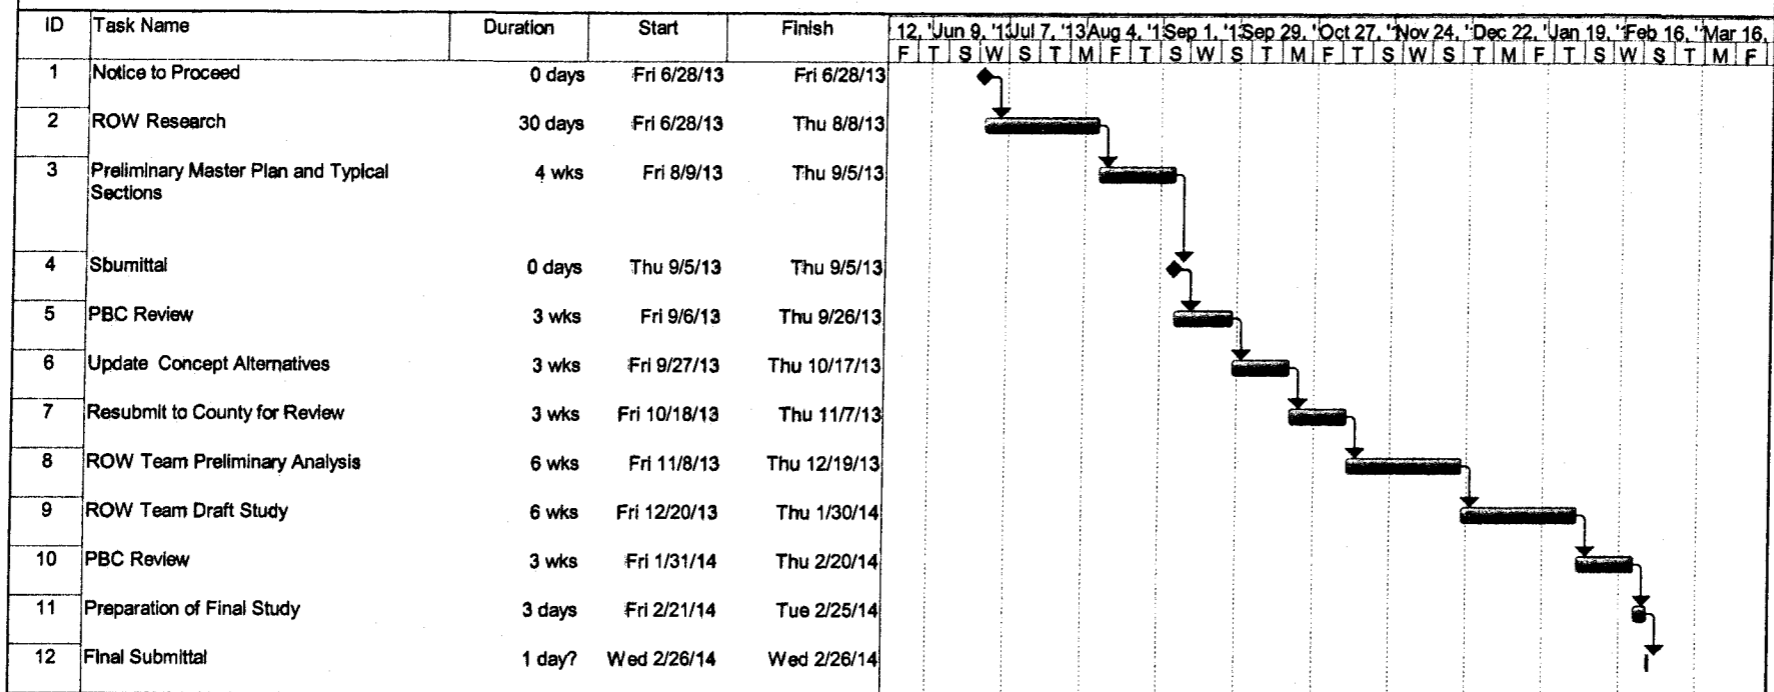 ID Task Name Duration Start Finish 12, 'Jun 9, '13Jul 7, '13Aug 4, '1Sep 1, '1Sep 29, 'Oct 27, 'Nov 24, 'Dec 22, 'Jan 19, 'Feb 16, 'Mar 16,
F T S W S T M F T S W S T M F T S W S T M F T S W S T M F
1 Notice to Proceed 0 days Fri 6/28/13 Fri 6/28/13
2 ROW Research 30 days Fri 6/28/13 Thu 8/8/13
3 Preliminary Master Plan and Typical 4 wks Fri 8/9/13 Thu 9/5/13
Sections
4 Sbumittal 0 days Thu 9/5/13 Thu 9/5/13
5 PBC Review 3 wks Fri 9/6/13 Thu 9/26/13
6 Update Concept Alternatives 3 wks Fri 9/27/13 Thu 10/17/13
7 Resubmit to County for Review 3 wks Fri 10/18/13 Thu 11/7/13
8 ROW Team Preliminary Analysis 6 wks Fri 11/8/13 Thu 12/19/13
9 ROW Team Draft Study 6 wks Fri 12/20/13 Thu 1/30/14
10 PBC Review 3 wks Fri 1/31/14 Thu 2/20/14
11 Preparation of Final Study 3 days Fri 2/21/14 Tue 2/25/14
12 Final Submittal 1 day? Wed 2/26/14 Wed 2/26/14